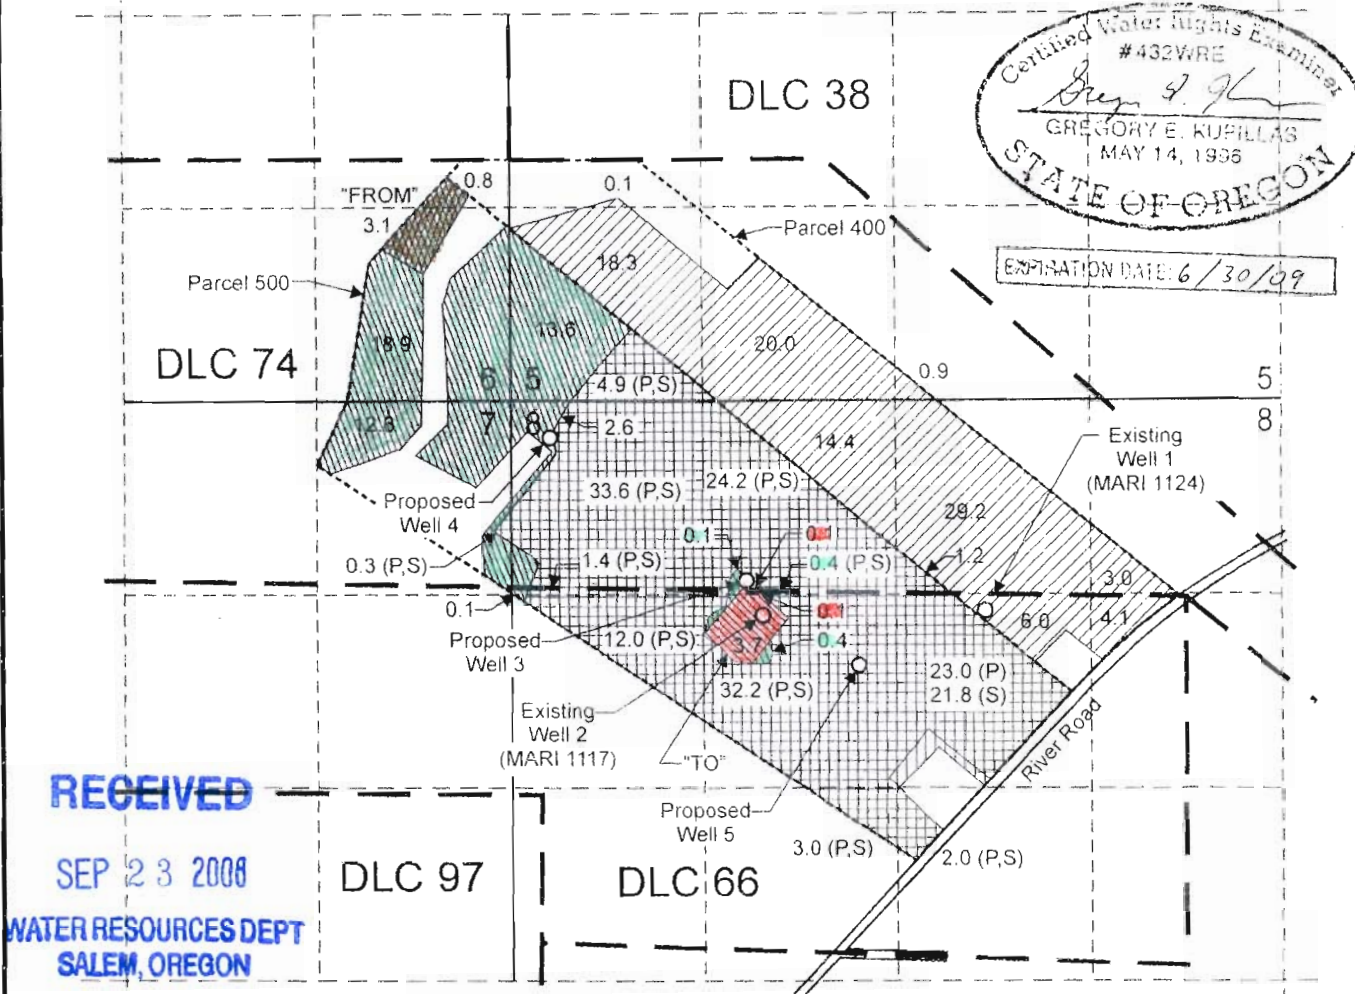 Certified Water Rights Examiner
#432WRE
GREGORY E. KUPILLAS
MAY 14, 1996
STATE OF OREGON
EXPIRATION DATE: 6/30/09
DLC 38
0.8
0.1
"FROM"
3.1
Parcel 400
Parcel 500
18.3
18.9
13.6
20.0
DLC 74
6 5
4.9 (P,S)
0.9
5
7 8
8
12.3
2.6
14.4
Existing
Well 1
(MARI 1124)
33.6 (P,S)
24.2 (P,S)
Proposed
Well 4
29.2
0.1
0.1
0.3 (P,S)
1.4 (P,S)
0.4 (P,S)
1.2
3.0
0.1
0.1
6.0
4.1
Proposed
Well 3
12.0 (P,S)
3.7
0.4
32.2 (P,S)
23.0 (P)
21.8 (S)
Existing
Well 2
(MARI 1117)
"TO"
River Road
Proposed
Well 5
3.0 (P,S)
2.0 (P,S)
RECEIVED
SEP 23 2008
WATER RESOURCES DEPT
SALEM, OREGON
DLC 97
DLC 66